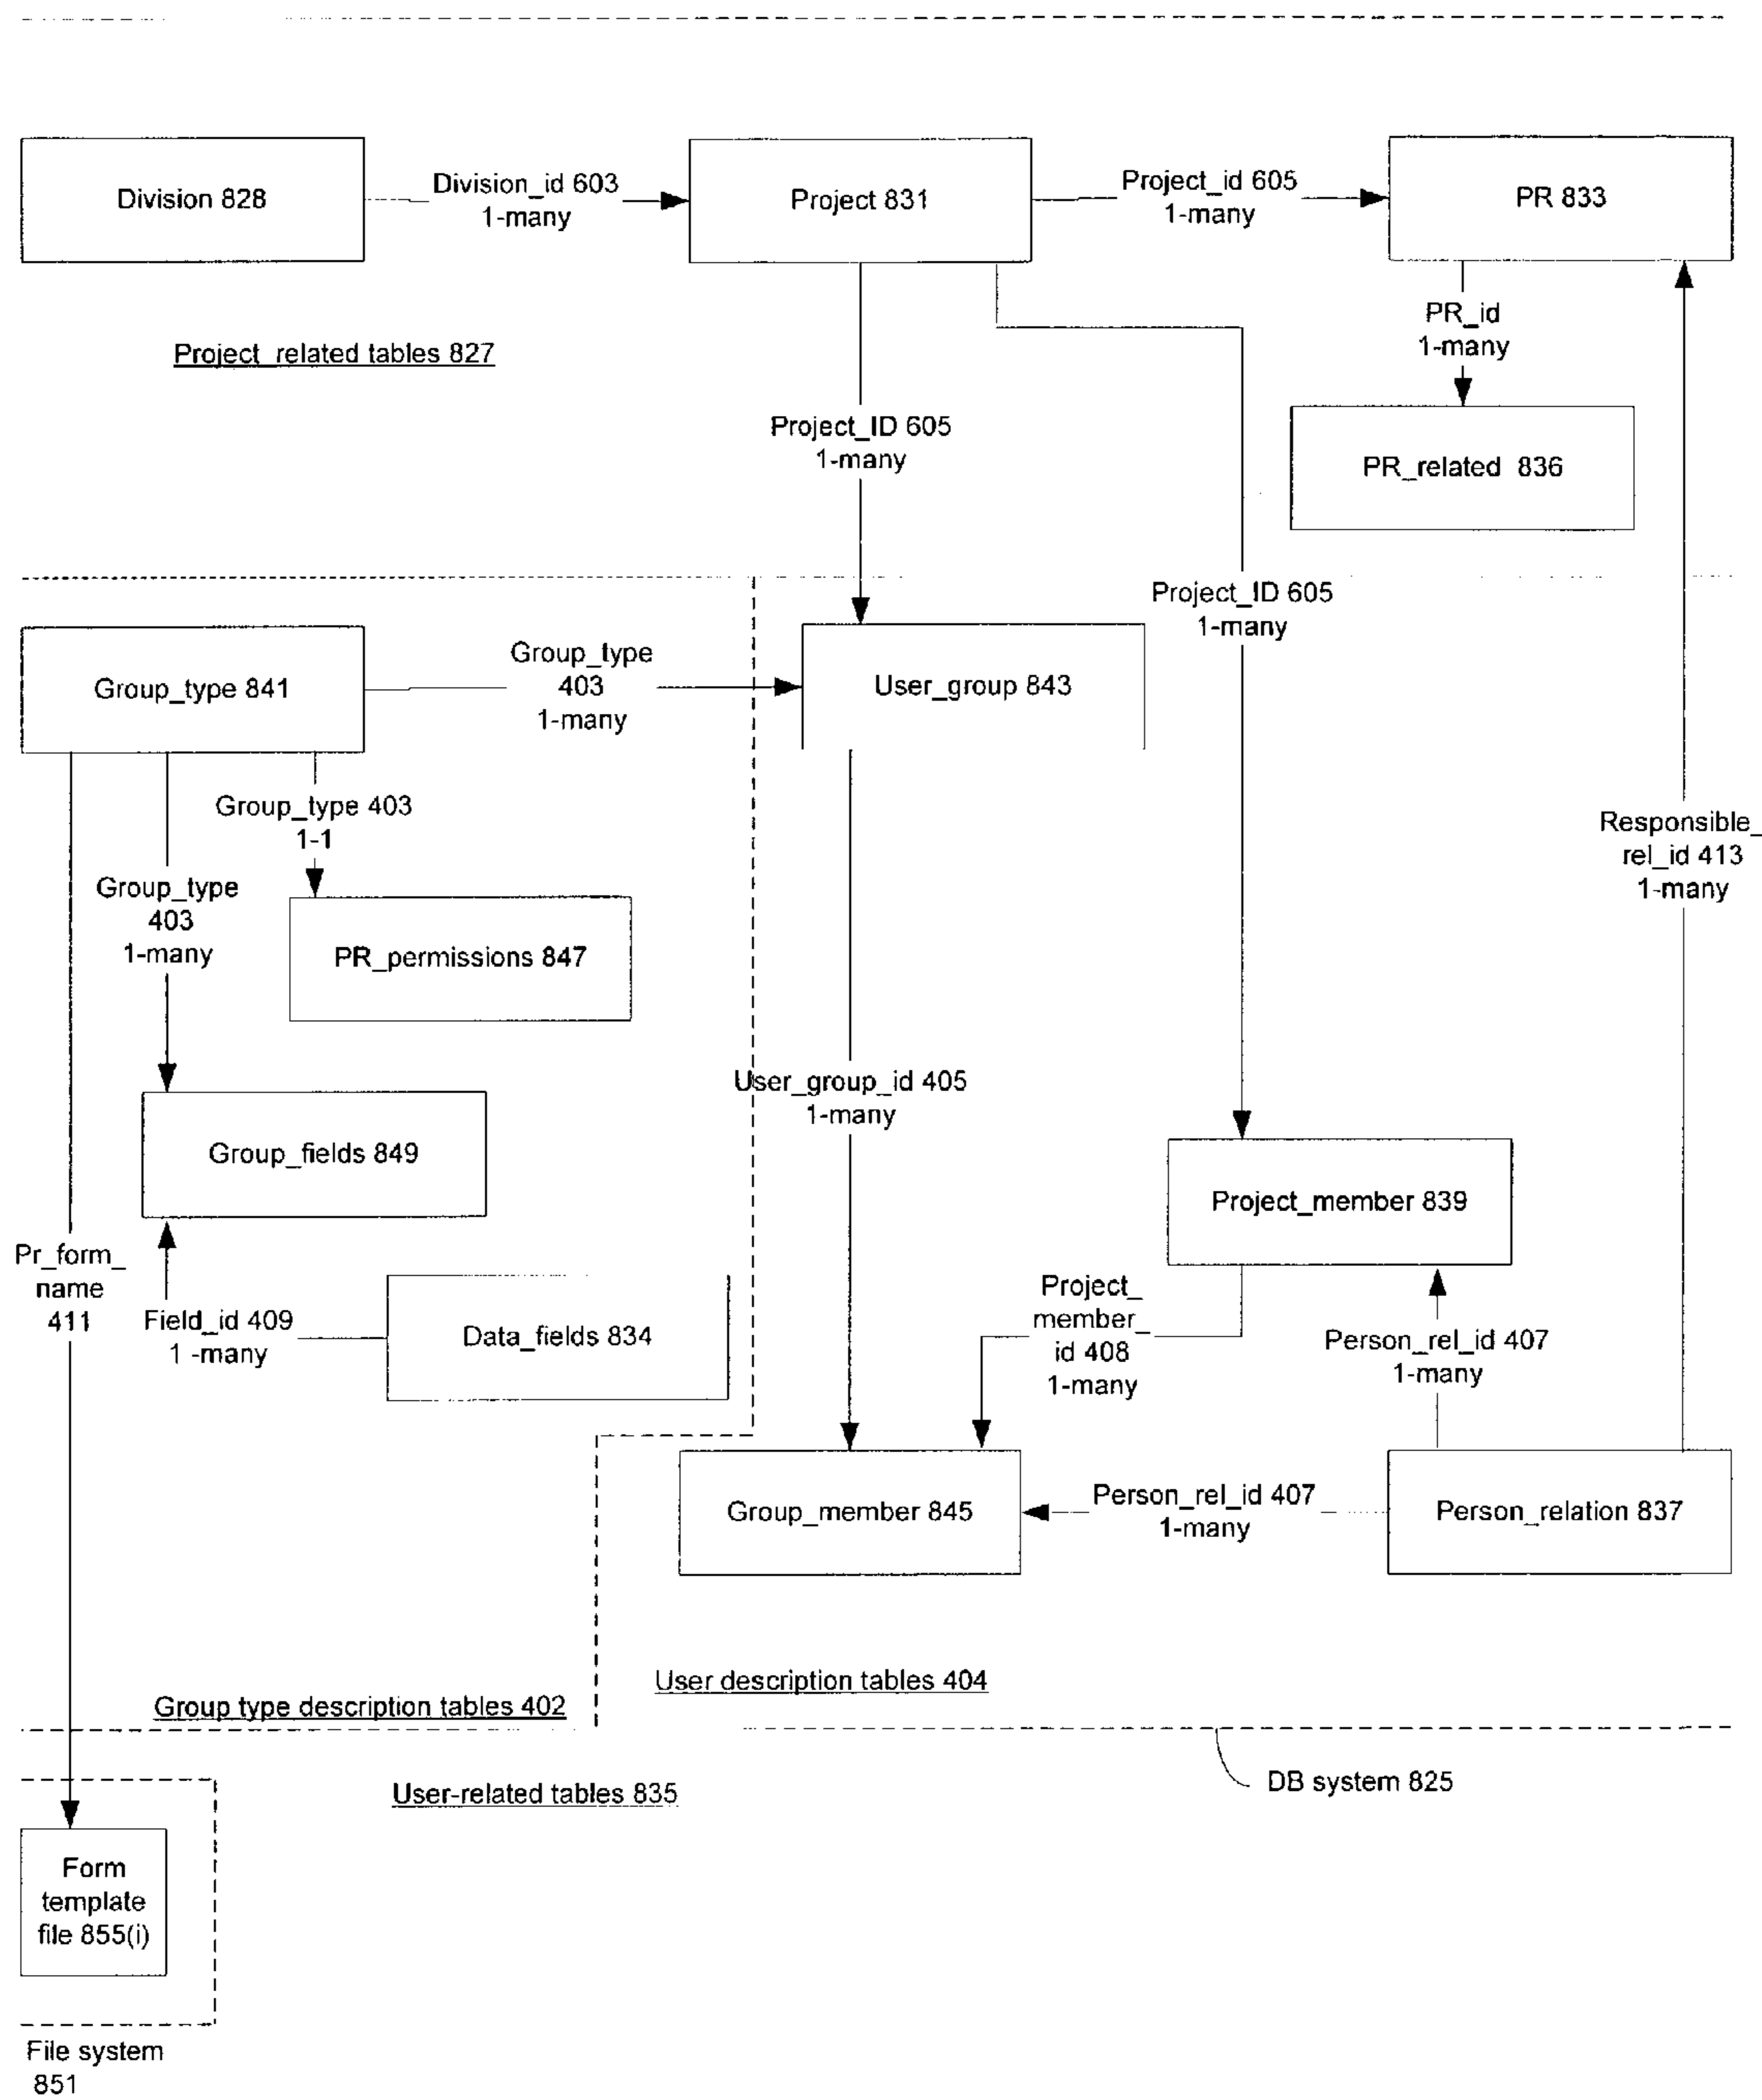 Division 828
Division_id 603
1-many
Project 831
Project_id 605
1-many
PR 833
PR_id
1-many
Project_related tables 827
Project_ID 605
1-many
PR_related 836
Project_ID 605
1-many
Group_type 841
Group_type
403
1-many
User_group 843
Group_type 403
1-1
Responsible_
rel_id 413
1-many
Group_type
403
1-many
PR_permissions 847
User_group_id 405
1-many
Group_fields 849
Project_member 839
Pr_form_
name
411
Field_id 409
1 -many
Data_fields 834
Project_
member_
id 408
1-many
Person_rel_id 407
1-many
Group_member 845
Person_rel_id 407
1-many
Person_relation 837
User description tables 404
Group type description tables 402
User-related tables 835
DB system 825
Form
template
file 855(i)
File system
851